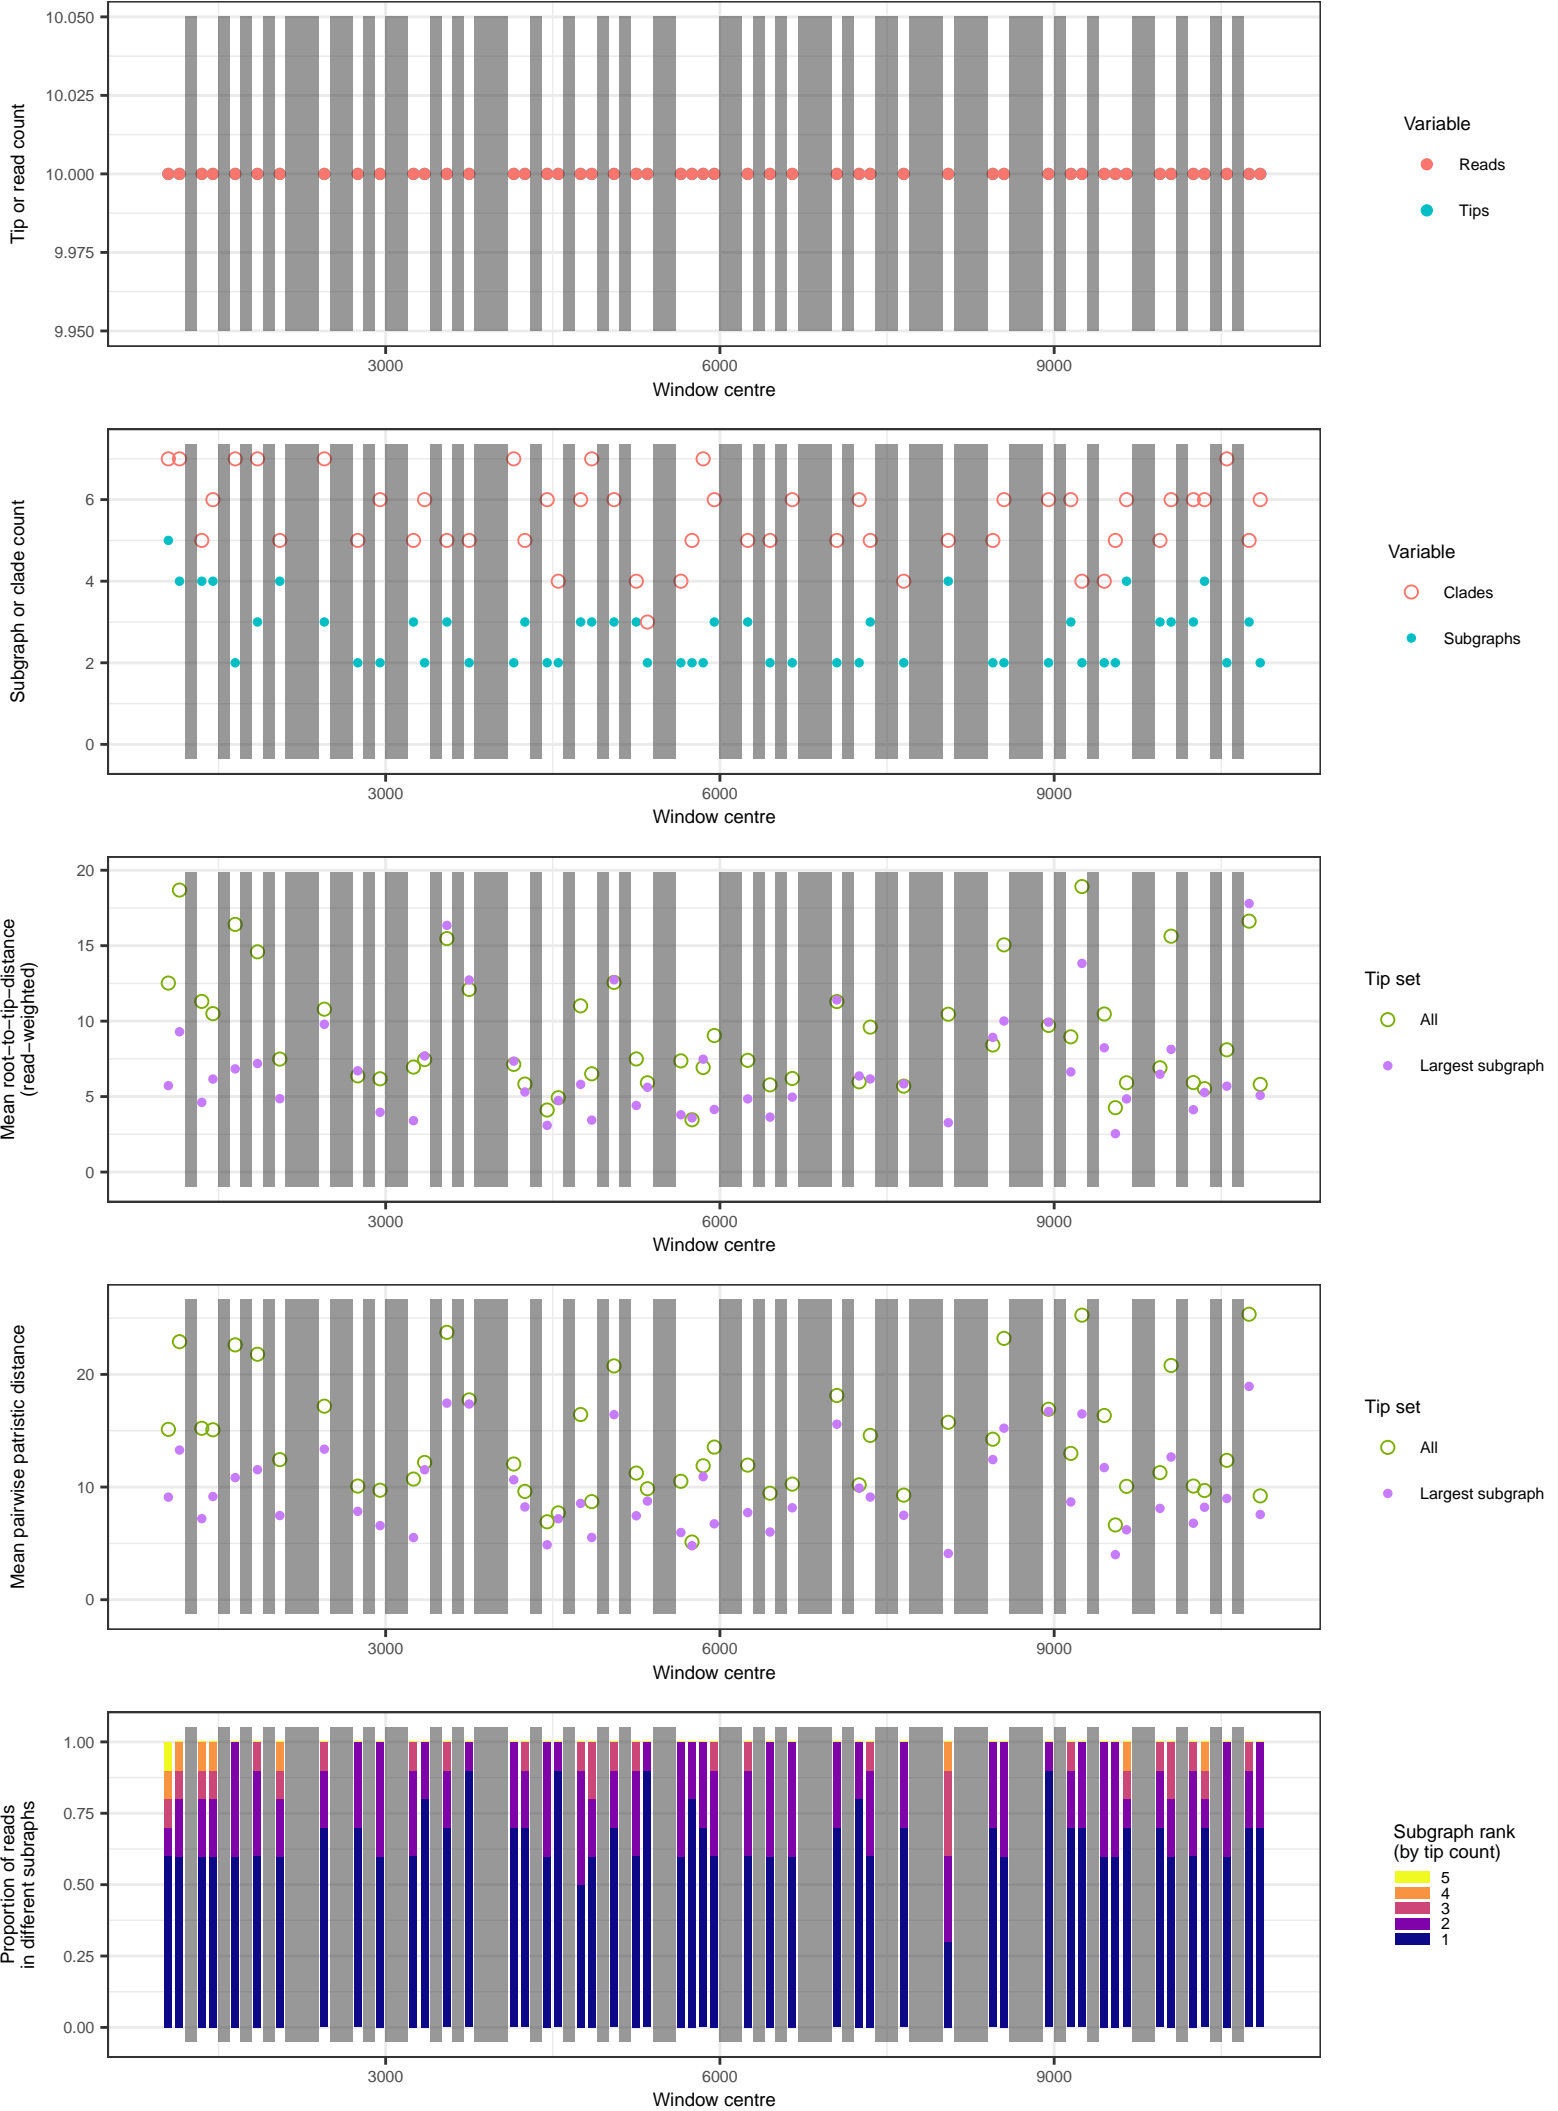 10.050
10.025
10.000
9.975
9.950
Tip or read count
3000
6000
9000
Window centre
Variable
Reads
Tips
6
4
2
0
Subgraph or clade count
3000
6000
9000
Window centre
Variable
Clades
Subgraphs
20
15
10
5
0
Mean root−to−tip−distance
(read−weighted)
3000
6000
9000
Window centre
Tip set
All
Largest subgraph
20
10
0
Mean pairwise patristic distance
3000
6000
9000
Window centre
Tip set
All
Largest subgraph
1.00
0.75
0.50
0.25
0.00
Proportion of reads
in different subraphs
3000
6000
9000
Window centre
Subgraph rank
(by tip count)
5
4
3
2
1